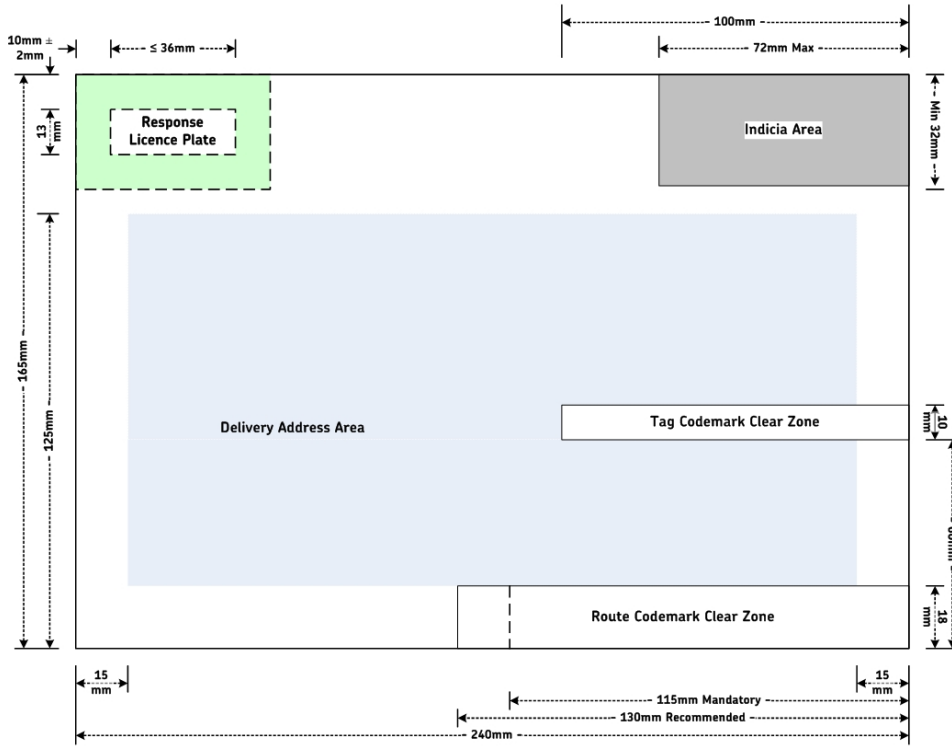 100mm
10mm ±
2mm
≤ 36mm
72mm Max
13
mm
Response
Licence Plate
Indicia Area
Min 32mm
165mm
125mm
Delivery Address Area
Tag Codemark Clear Zone
10
mm
Route Codemark Clear Zone
18
mm
15
mm
15
mm
115mm Mandatory
130mm Recommended
240mm